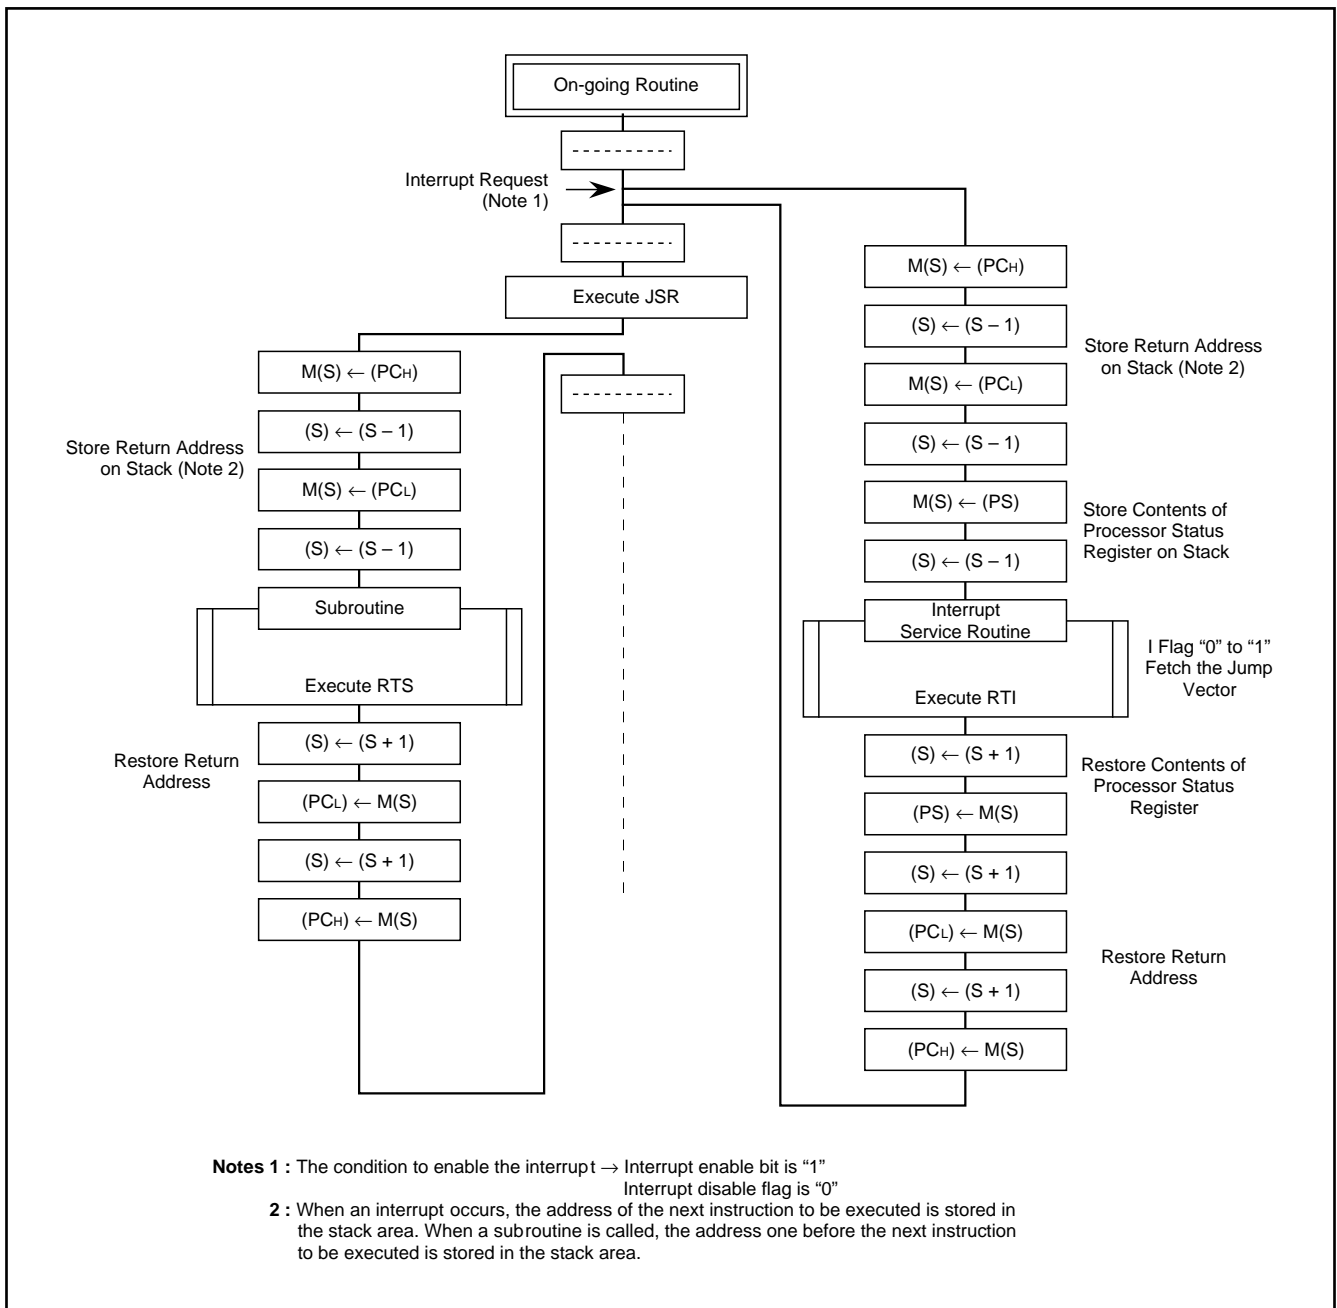 On-going Routine
Interrupt Request
(Note 1)
Execute JSR
M(S) ← (PCH)
(S) ← (S – 1)
M(S) ← (PCL)
(S) ← (S – 1)
Store Return Address
on Stack (Note 2)
Subroutine
Execute RTS
(S) ← (S + 1)
(PCL) ← M(S)
(S) ← (S + 1)
(PCH) ← M(S)
Restore Return
Address
M(S) ← (PCH)
(S) ← (S – 1)
M(S) ← (PCL)
(S) ← (S – 1)
M(S) ← (PS)
(S) ← (S – 1)
Store Return Address
on Stack (Note 2)
Store Contents of
Processor Status
Register on Stack
Interrupt
Service Routine
Execute RTI
I Flag “0” to “1”
Fetch the Jump
Vector
(S) ← (S + 1)
(PS) ← M(S)
(S) ← (S + 1)
(PCL) ← M(S)
(S) ← (S + 1)
(PCH) ← M(S)
Restore Contents of
Processor Status
Register
Restore Return
Address
Notes 1 : The condition to enable the interrupt → Interrupt enable bit is “1”
Interrupt disable flag is “0”
2 : When an interrupt occurs, the address of the next instruction to be executed is stored in
the stack area. When a subroutine is called, the address one before the next instruction
to be executed is stored in the stack area.